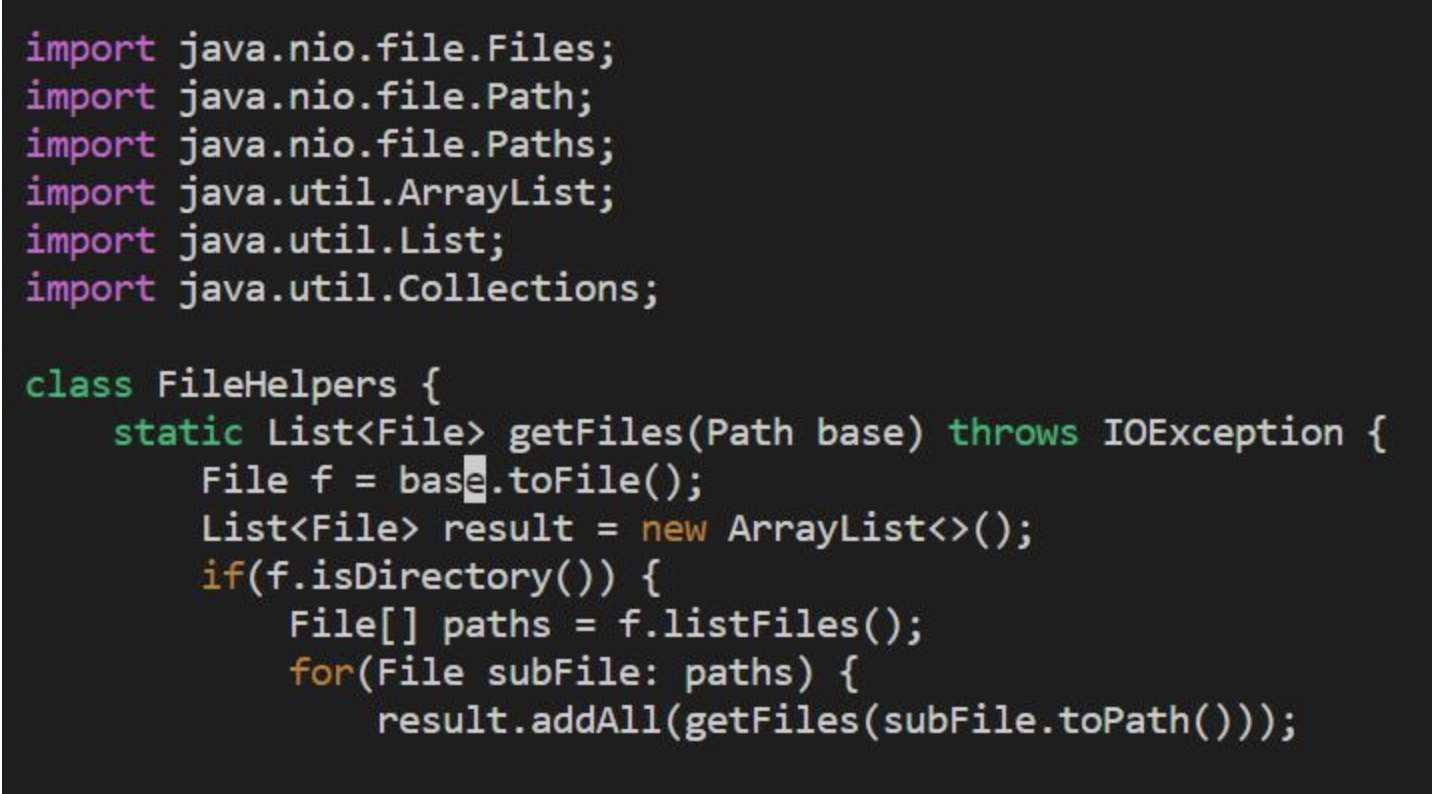 import java.nio.file.Files;
import java.nio.file.Path;
import java.nio.file.Paths;
import java.util.ArrayList;
import java.util.List;
import java.util.Collections;

class FileHelpers {
    static List<File> getFiles(Path base) throws IOException {
        File f = base.toFile();
        List<File> result = new ArrayList<>();
        if(f.isDirectory()) {
            File[] paths = f.listFiles();
            for(File subFile: paths) {
                result.addAll(getFiles(subFile.toPath()));